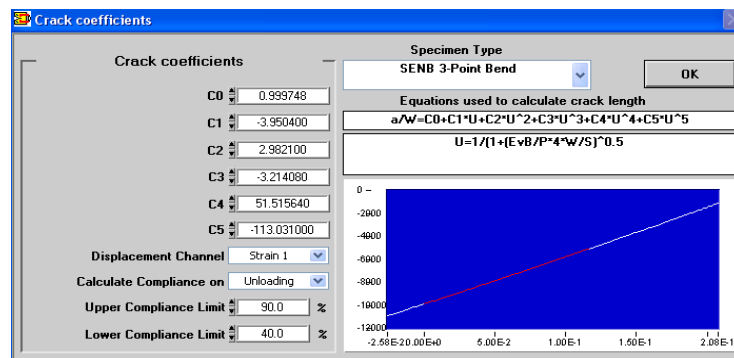 Crack coefficients
Crack coefficients
C0 0.999748
C1 -3.950400
C2 2.982100
C3 -3.214080
C4 51.515640
C5 -113.031000
Displacement Channel Strain 1
Calculate Compliance on Unloading
Upper Compliance Limit 90.0 %
Lower Compliance Limit 40.0 %
Specimen Type
SENB 3-Point Bend
OK
Equations used to calculate crack length
a/W=C0+C1*U+C2*U^2+C3*U^3+C4*U^4+C5*U^5
U=1/(1+(EvB/P*4*W/S)^0.5
0
-2000
-4000
-6000
-8000
-10000
-12000
-2.58E-2 0.00E+0 5.00E-2 1.00E-1 1.50E-1 2.08E-1